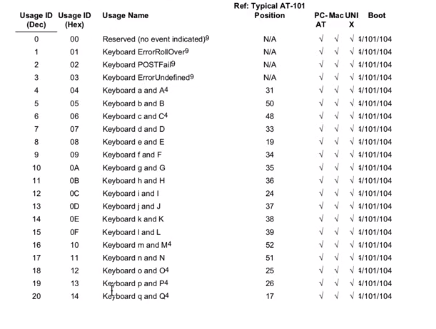 Ref: Typical AT-101
Usage ID Usage ID Usage Name Position PC- Mac UNI Boot
(Dec) (Hex) AT X
0 00 Reserved (no event indicated)9 N/A √ √ √ 4/101/104
1 01 Keyboard ErrorRollOver9 N/A √ √ √ 4/101/104
2 02 Keyboard POSTFail9 N/A √ √ √ 4/101/104
3 03 Keyboard ErrorUndefined9 N/A √ √ √ 4/101/104
4 04 Keyboard a and A4 31 √ √ √ 4/101/104
5 05 Keyboard b and B 50 √ √ √ 4/101/104
6 06 Keyboard c and C4 48 √ √ √ 4/101/104
7 07 Keyboard d and D 33 √ √ √ 4/101/104
8 08 Keyboard e and E 19 √ √ √ 4/101/104
9 09 Keyboard f and F 34 √ √ √ 4/101/104
10 0A Keyboard g and G 35 √ √ √ 4/101/104
11 0B Keyboard h and H 36 √ √ √ 4/101/104
12 0C Keyboard i and I 24 √ √ √ 4/101/104
13 0D Keyboard j and J 37 √ √ √ 4/101/104
14 0E Keyboard k and K 38 √ √ √ 4/101/104
15 0F Keyboard l and L 39 √ √ √ 4/101/104
16 10 Keyboard m and M4 52 √ √ √ 4/101/104
17 11 Keyboard n and N 51 √ √ √ 4/101/104
18 12 Keyboard o and O4 25 √ √ √ 4/101/104
19 13 Keyboard p and P4 26 √ √ √ 4/101/104
20 14 Keyboard q and Q4 17 √ √ √ 4/101/104